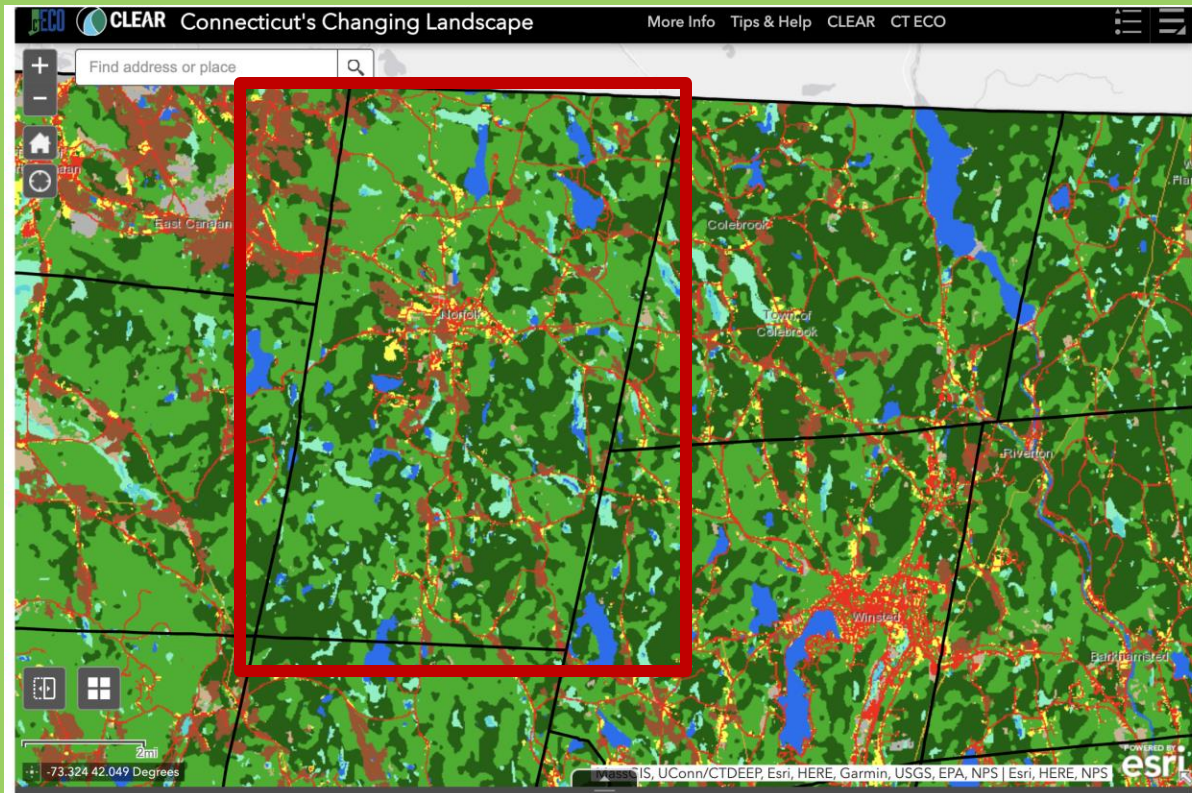 ECO CLEAR Connecticut's Changing Landscape More Info Tips & Help CLEAR CT ECO
Find address or place
East Canaan
Colebrook
Norfolk
Town of
Colebrook
Riverton
Winsted
Barkhamsted
2mi
-73.324 42.049 Degrees
MassGIS, UConn/CTDEEP, Esri, HERE, Garmin, USGS, EPA, NPS | Esri, HERE, NPS
POWERED BY
esri